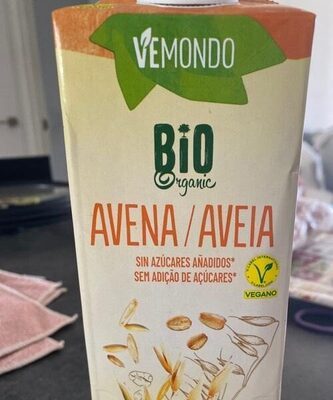 VEMONDO
BIO
Organic
AVENA / AVEIA
SIN AZÚCARES AÑADIDOS*
SEM ADIÇÃO DE AÇÚCARES*
VEGANO